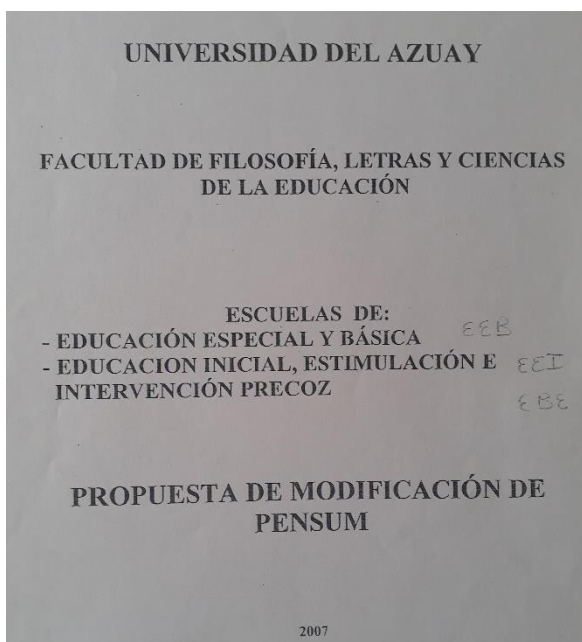 UNIVERSIDAD DEL AZUAY
FACULTAD DE FILOSOFÍA, LETRAS Y CIENCIAS
DE LA EDUCACIÓN
ESCUELAS DE:
- EDUCACIÓN ESPECIAL Y BÁSICA EEB
- EDUCACION INICIAL, ESTIMULACIÓN E EEI
INTERVENCIÓN PRECOZ
EBE
PROPUESTA DE MODIFICACIÓN DE
PENSUM
2007